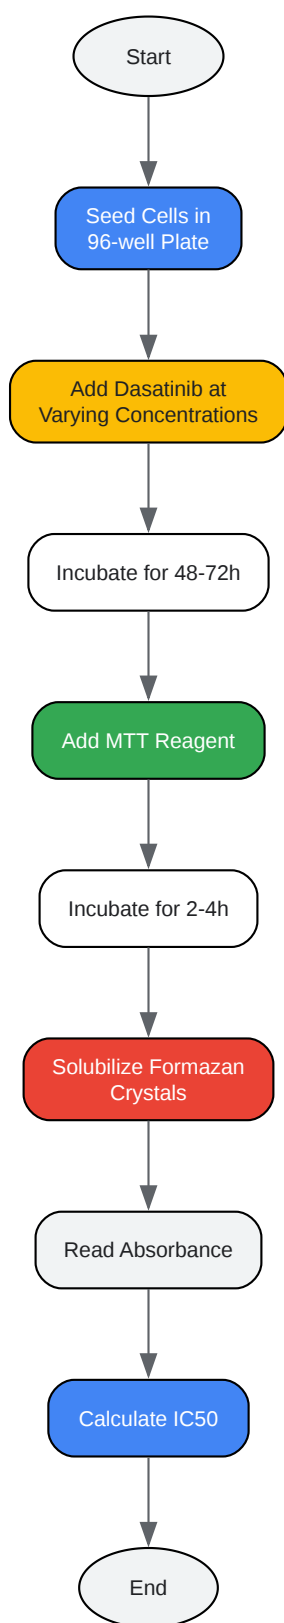 Start
Seed Cells in
96-well Plate
Add Dasatinib at
Varying Concentrations
Incubate for 48-72h
Add MTT Reagent
Incubate for 2-4h
Solubilize Formazan
Crystals
Read Absorbance
Calculate IC50
End